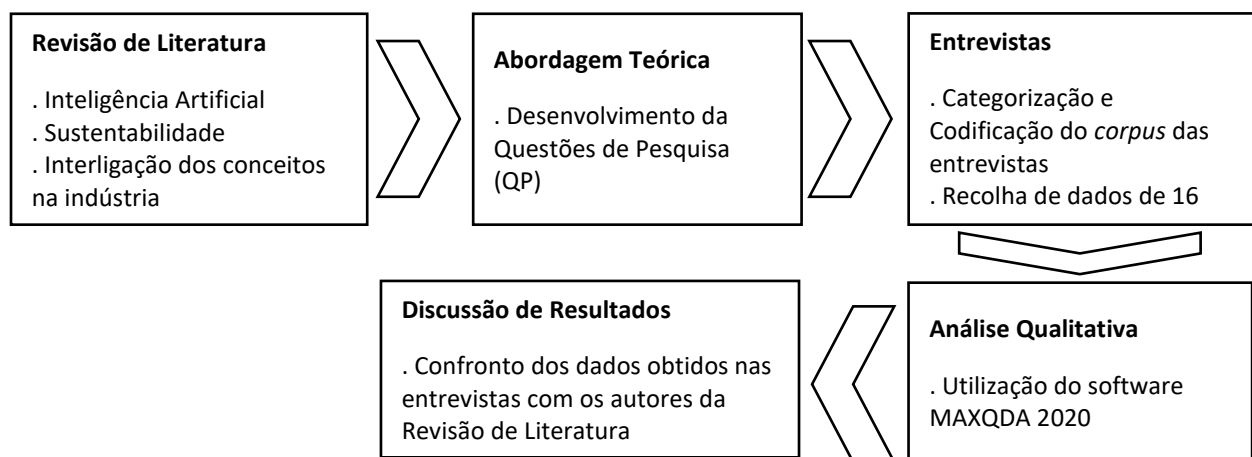 Revisão de Literatura
. Inteligência Artificial
. Sustentabilidade
. Interligação dos conceitos
na indústria
Abordagem Teórica
. Desenvolvimento da
Questões de Pesquisa
(QP)
Entrevistas
. Categorização e
Codificação do corpus das
entrevistas
. Recolha de dados de 16
Análise Qualitativa
. Utilização do software
MAXQDA 2020
Discussão de Resultados
. Confronto dos dados obtidos nas
entrevistas com os autores da
Revisão de Literatura